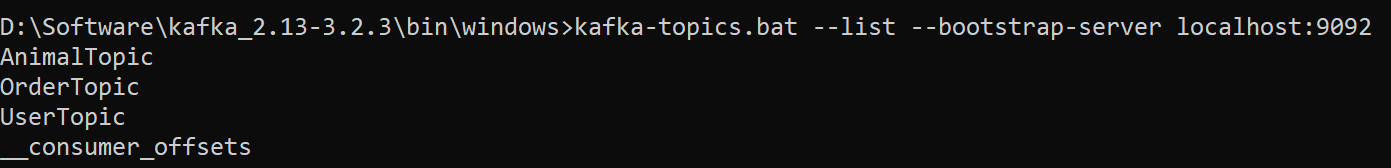 D:\Software\kafka_2.13-3.2.3\bin\windows>kafka-topics.bat --list --bootstrap-server localhost:9092
AnimalTopic
OrderTopic
UserTopic
__consumer_offsets